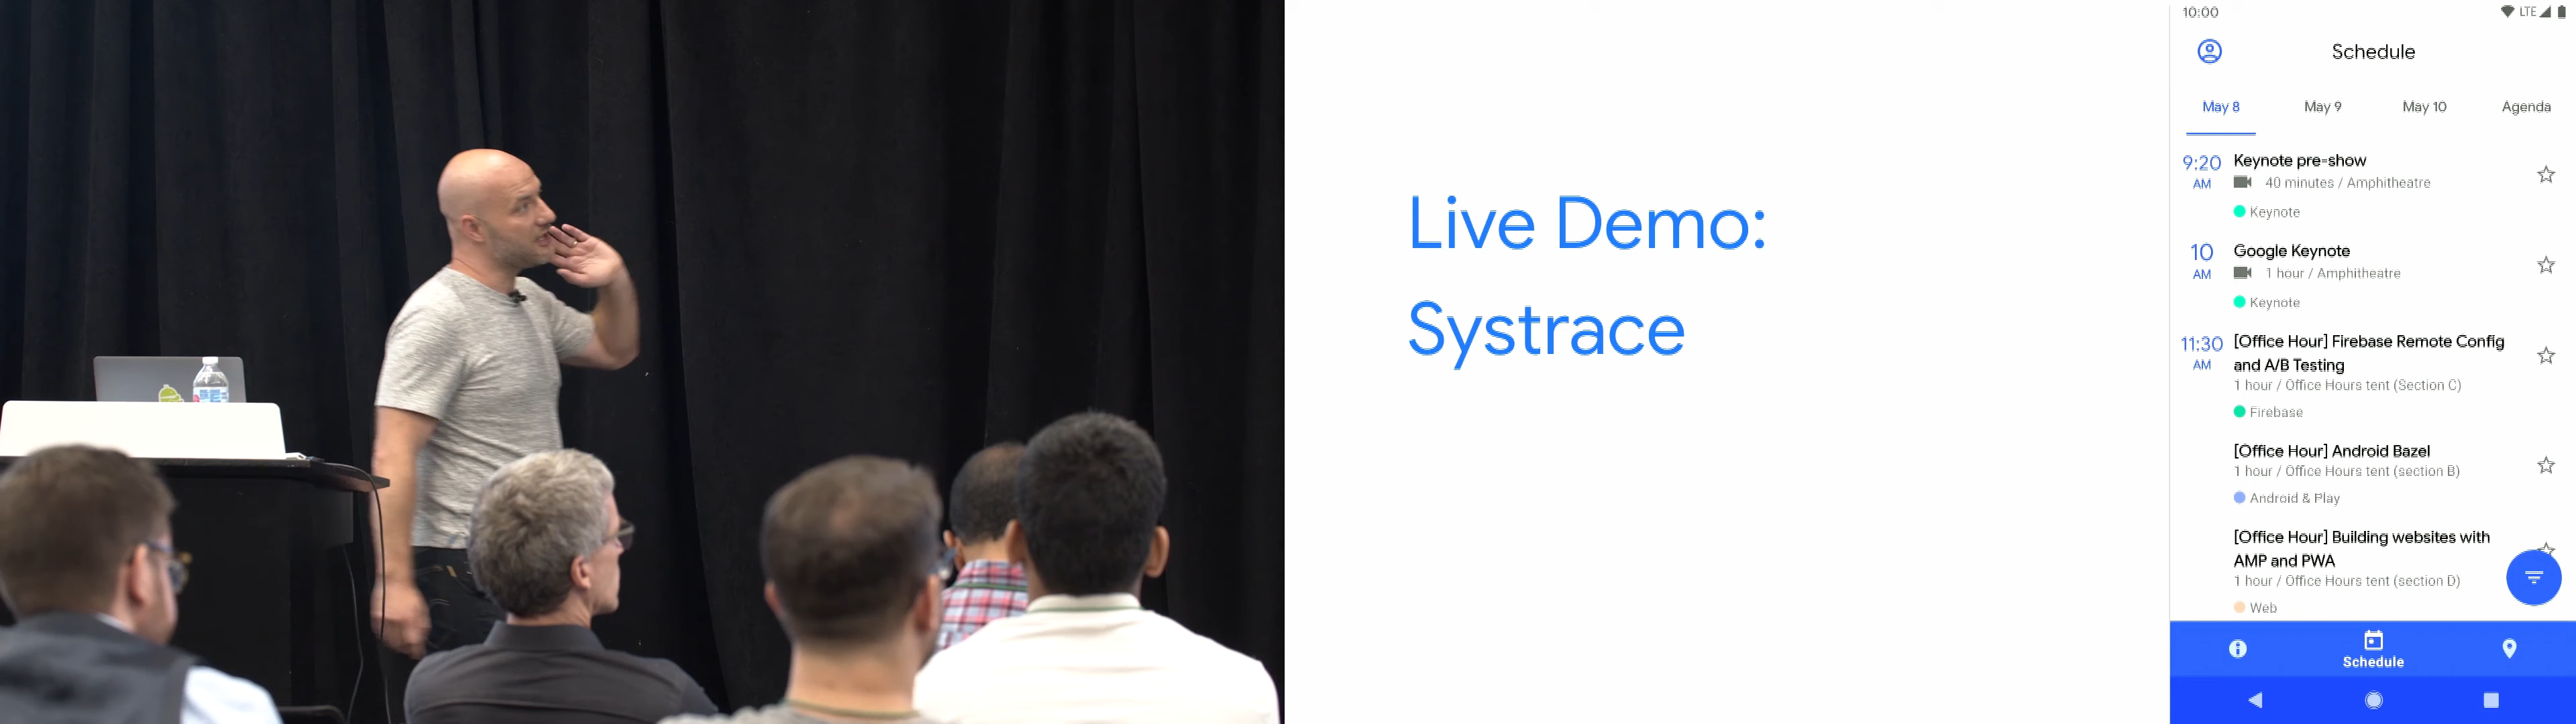 Live Demo:
Systrace
10:00
LTE
Schedule
May 8
May 9
May 10
Agenda
9:20
AM
Keynote pre-show
40 minutes / Amphitheatre
Keynote
10
AM
Google Keynote
1 hour / Amphitheatre
Keynote
11:30
AM
[Office Hour] Firebase Remote Config
and A/B Testing
1 hour / Office Hours tent (Section C)
Firebase
[Office Hour] Android Bazel
1 hour / Office Hours tent (section B)
Android & Play
[Office Hour] Building websites with
AMP and PWA
1 hour / Office Hours tent (section D)
Web
Schedule